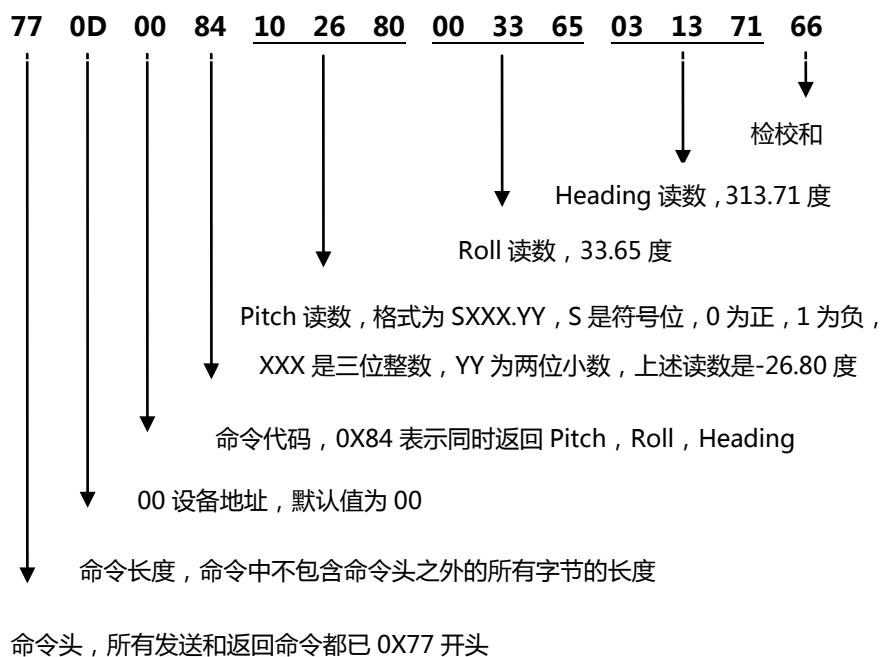 77 0D 00 84 10 26 80 00 33 65 03 13 71 66
检校和
Heading 读数，313.71 度
Roll 读数，33.65 度
Pitch 读数，格式为 SXXX.YY，S 是符号位，0 为正，1 为负，
XXX 是三位整数，YY 为两位小数，上述读数是-26.80 度
命令代码，0X84 表示同时返回 Pitch，Roll，Heading
00 设备地址，默认值为 00
命令长度，命令中不包含命令头之外的所有字节的长度
命令头，所有发送和返回命令都已 0X77 开头